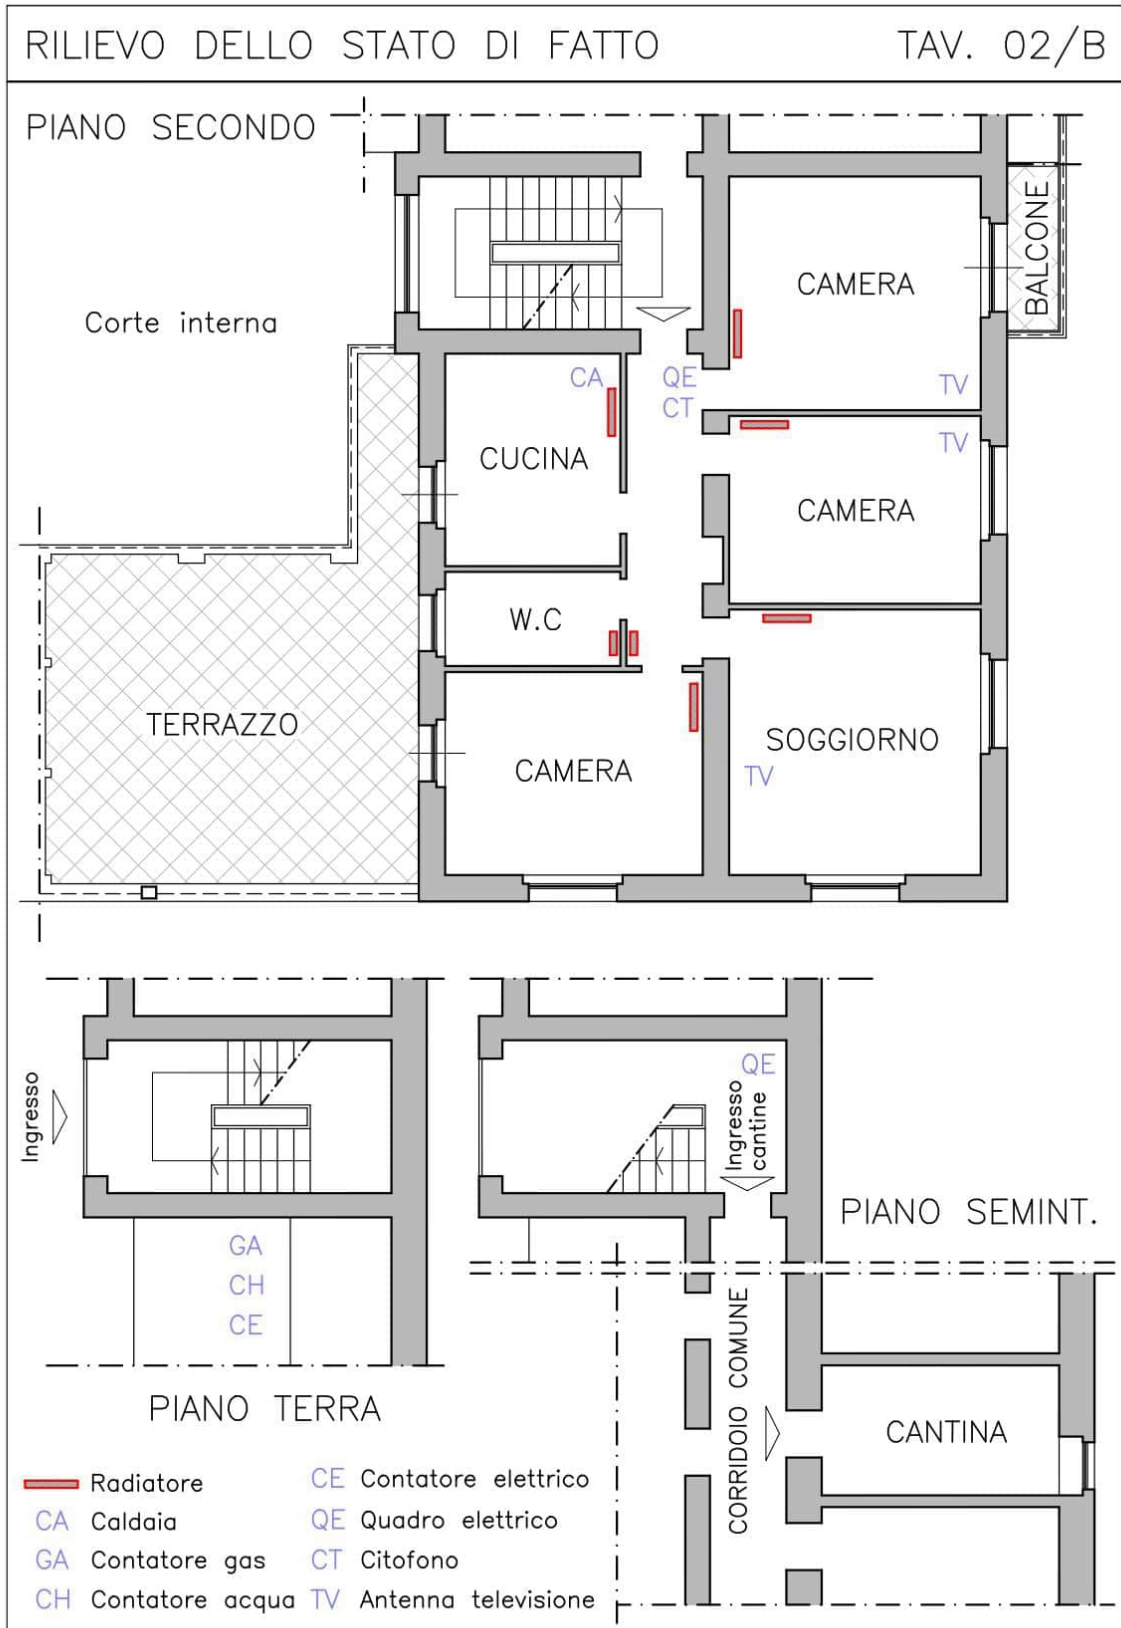 RILIEVO DELLO STATO DI FATTO TAV. 02/B
PIANO SECONDO
BALCONE
CAMERA
Corte interna
CA
QE
CT
TV
TV
CUCINA
CAMERA
W.C
TERRAZZO
SOGGIORNO
CAMERA
TV
Ingresso
QE
Ingresso
cantine
PIANO SEMINT.
GA
CH
CE
PIANO TERRA
CORRIDOIO COMUNE
CANTINA
Radiatore
CA Caldaia
GA Contatore gas
CH Contatore acqua
CE Contatore elettrico
QE Quadro elettrico
CT Citofono
TV Antenna televisione